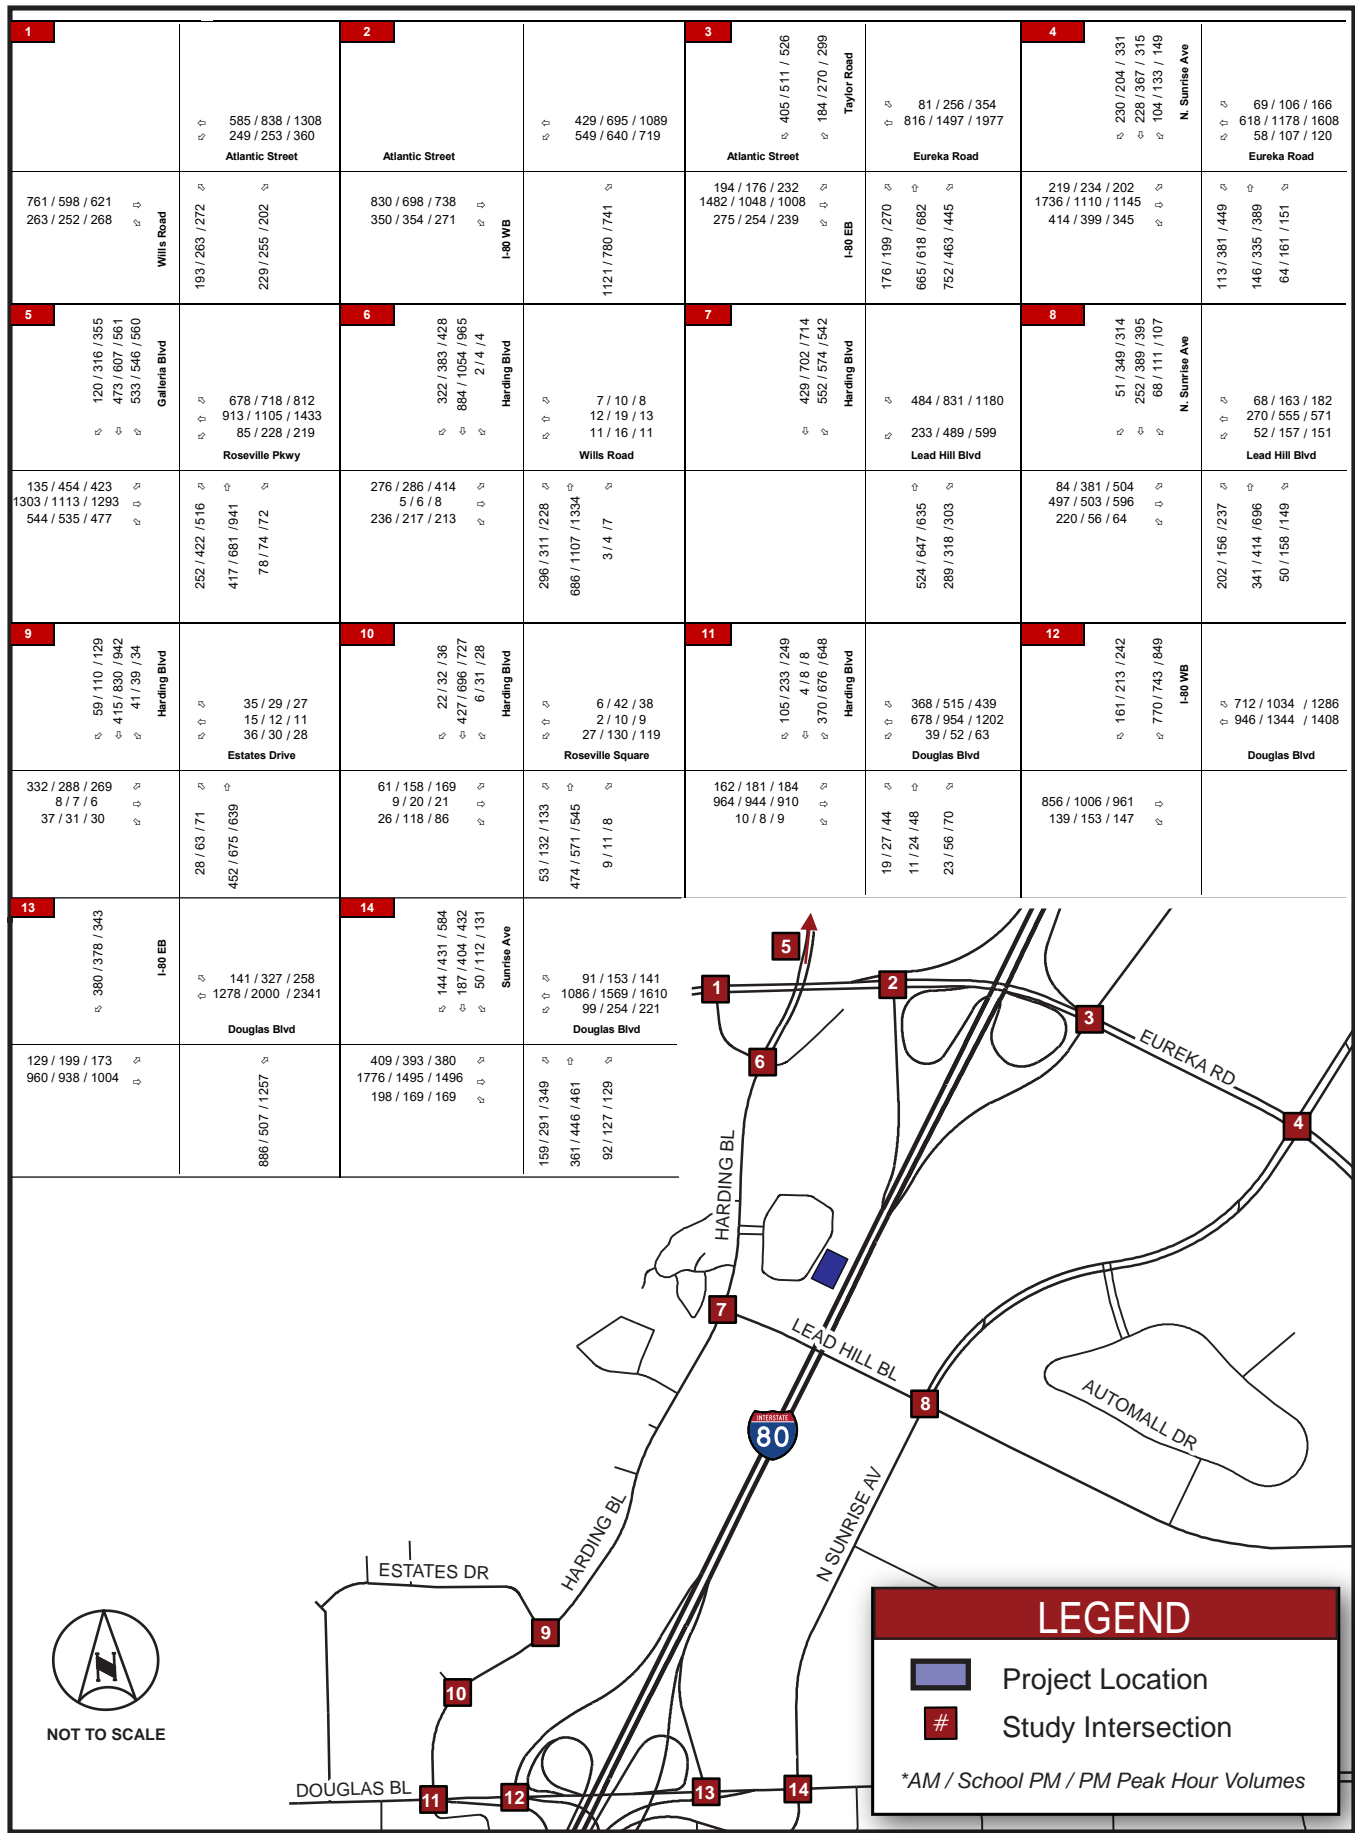 1
585 / 838 / 1308
249 / 253 / 360
Atlantic Street
761 / 598 / 621
263 / 252 / 268
Wills Road
193 / 263 / 272
229 / 255 / 202
2
429 / 695 / 1089
549 / 640 / 719
Atlantic Street
830 / 698 / 738
350 / 354 / 271
I-80 WB
1121 / 780 / 741
3
405 / 511 / 526
184 / 270 / 299
Taylor Road
81 / 256 / 354
816 / 1497 / 1977
Atlantic Street
Eureka Road
194 / 176 / 232
1482 / 1048 / 1008
275 / 254 / 239
I-80 EB
176 / 199 / 270
665 / 618 / 682
752 / 463 / 445
4
230 / 204 / 331
228 / 367 / 315
104 / 133 / 149
N. Sunrise Ave
69 / 106 / 166
618 / 1178 / 1608
58 / 107 / 120
Eureka Road
219 / 234 / 202
1736 / 1110 / 1145
414 / 399 / 345
113 / 381 / 449
146 / 335 / 389
64 / 161 / 151
5
120 / 316 / 355
473 / 607 / 561
533 / 546 / 560
Galleria Blvd
678 / 718 / 812
913 / 1105 / 1433
85 / 228 / 219
Roseville Pkwy
135 / 454 / 423
1303 / 1113 / 1293
544 / 535 / 477
252 / 422 / 516
417 / 681 / 941
78 / 74 / 72
6
322 / 383 / 428
884 / 1054 / 965
2 / 4 / 4
Harding Blvd
7 / 10 / 8
12 / 19 / 13
11 / 16 / 11
Wills Road
276 / 286 / 414
5 / 6 / 8
236 / 217 / 213
296 / 311 / 228
686 / 1107 / 1334
3 / 4 / 7
7
429 / 702 / 714
552 / 574 / 542
Harding Blvd
484 / 831 / 1180
233 / 489 / 599
Lead Hill Blvd
524 / 647 / 635
289 / 318 / 303
8
51 / 349 / 314
252 / 389 / 395
68 / 111 / 107
N. Sunrise Ave
68 / 163 / 182
270 / 555 / 571
52 / 157 / 151
Lead Hill Blvd
84 / 381 / 504
497 / 503 / 596
220 / 56 / 64
202 / 156 / 237
341 / 414 / 696
50 / 158 / 149
9
59 / 110 / 129
415 / 830 / 942
41 / 39 / 34
Harding Blvd
35 / 29 / 27
15 / 12 / 11
36 / 30 / 28
Estates Drive
332 / 288 / 269
8 / 7 / 6
37 / 31 / 30
28 / 63 / 71
452 / 675 / 639
10
22 / 32 / 36
427 / 696 / 727
6 / 31 / 28
Harding Blvd
6 / 42 / 38
2 / 10 / 9
27 / 130 / 119
Roseville Square
61 / 158 / 169
9 / 20 / 21
26 / 118 / 86
53 / 132 / 133
474 / 571 / 545
9 / 11 / 8
11
105 / 233 / 249
4 / 8 / 8
370 / 676 / 648
Harding Blvd
368 / 515 / 439
678 / 954 / 1202
39 / 52 / 63
Douglas Blvd
162 / 181 / 184
964 / 944 / 910
10 / 8 / 9
19 / 27 / 44
11 / 24 / 48
23 / 56 / 70
12
161 / 213 / 242
770 / 743 / 849
I-80 WB
712 / 1034 / 1286
946 / 1344 / 1408
Douglas Blvd
856 / 1006 / 961
139 / 153 / 147
13
380 / 378 / 343
I-80 EB
141 / 327 / 258
1278 / 2000 / 2341
Douglas Blvd
129 / 199 / 173
960 / 938 / 1004
886 / 507 / 1257
14
144 / 431 / 584
187 / 404 / 432
50 / 112 / 131
Sunrise Ave
91 / 153 / 141
1086 / 1569 / 1610
99 / 254 / 221
Douglas Blvd
409 / 393 / 380
1776 / 1495 / 1496
198 / 169 / 169
159 / 291 / 349
361 / 446 / 461
92 / 127 / 129
5
1
2
3
6
EUREKA RD
4
HARDING BL
7
LEAD HILL BL
8
AUTOMALL DR
INTERSTATE
80
N SUNRISE AV
HARDING BL
ESTATES DR
9
10
DOUGLAS BL
11
12
13
14
N
NOT TO SCALE
LEGEND
Project Location
# Study Intersection
*AM / School PM / PM Peak Hour Volumes